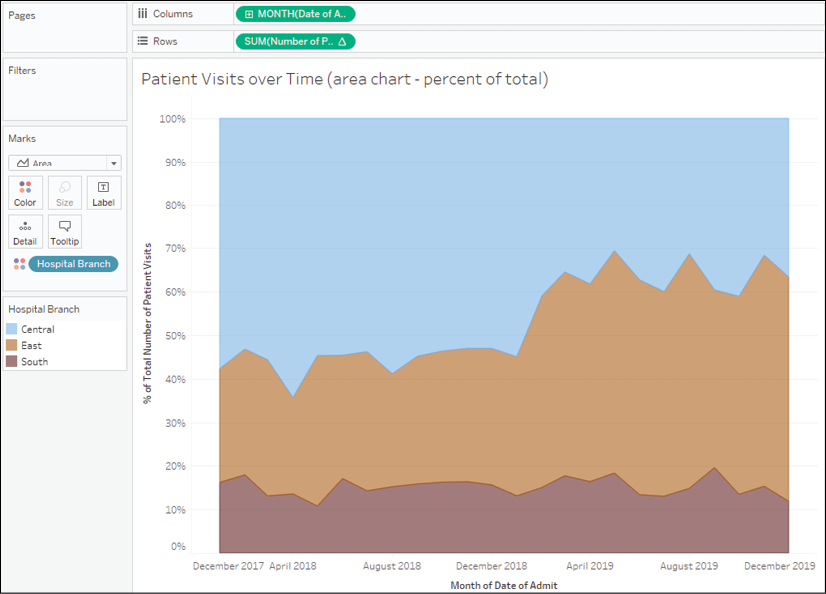 Pages
Columns
MONTH(Date of A..
Rows
SUM(Number of P.. Δ
Filters
Marks
Area
Color
Size
Label
Detail
Tooltip
Hospital Branch
Hospital Branch
Central
East
South
Patient Visits over Time (area chart - percent of total)
% of Total Number of Patient Visits
100%
90%
80%
70%
60%
50%
40%
30%
20%
10%
0%
December 2017 April 2018 August 2018 December 2018 April 2019 August 2019 December 2019
Month of Date of Admit